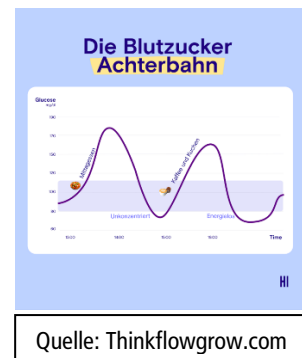 Die Blutzucker
Achterbahn
Glucose
mg/dl
Mittagessen
Kaffee und Kuchen
Unkonzentriert
Energielos
13:00
14:00
15:00
16:00
Time
HI
Quelle: Thinkflowgrow.com